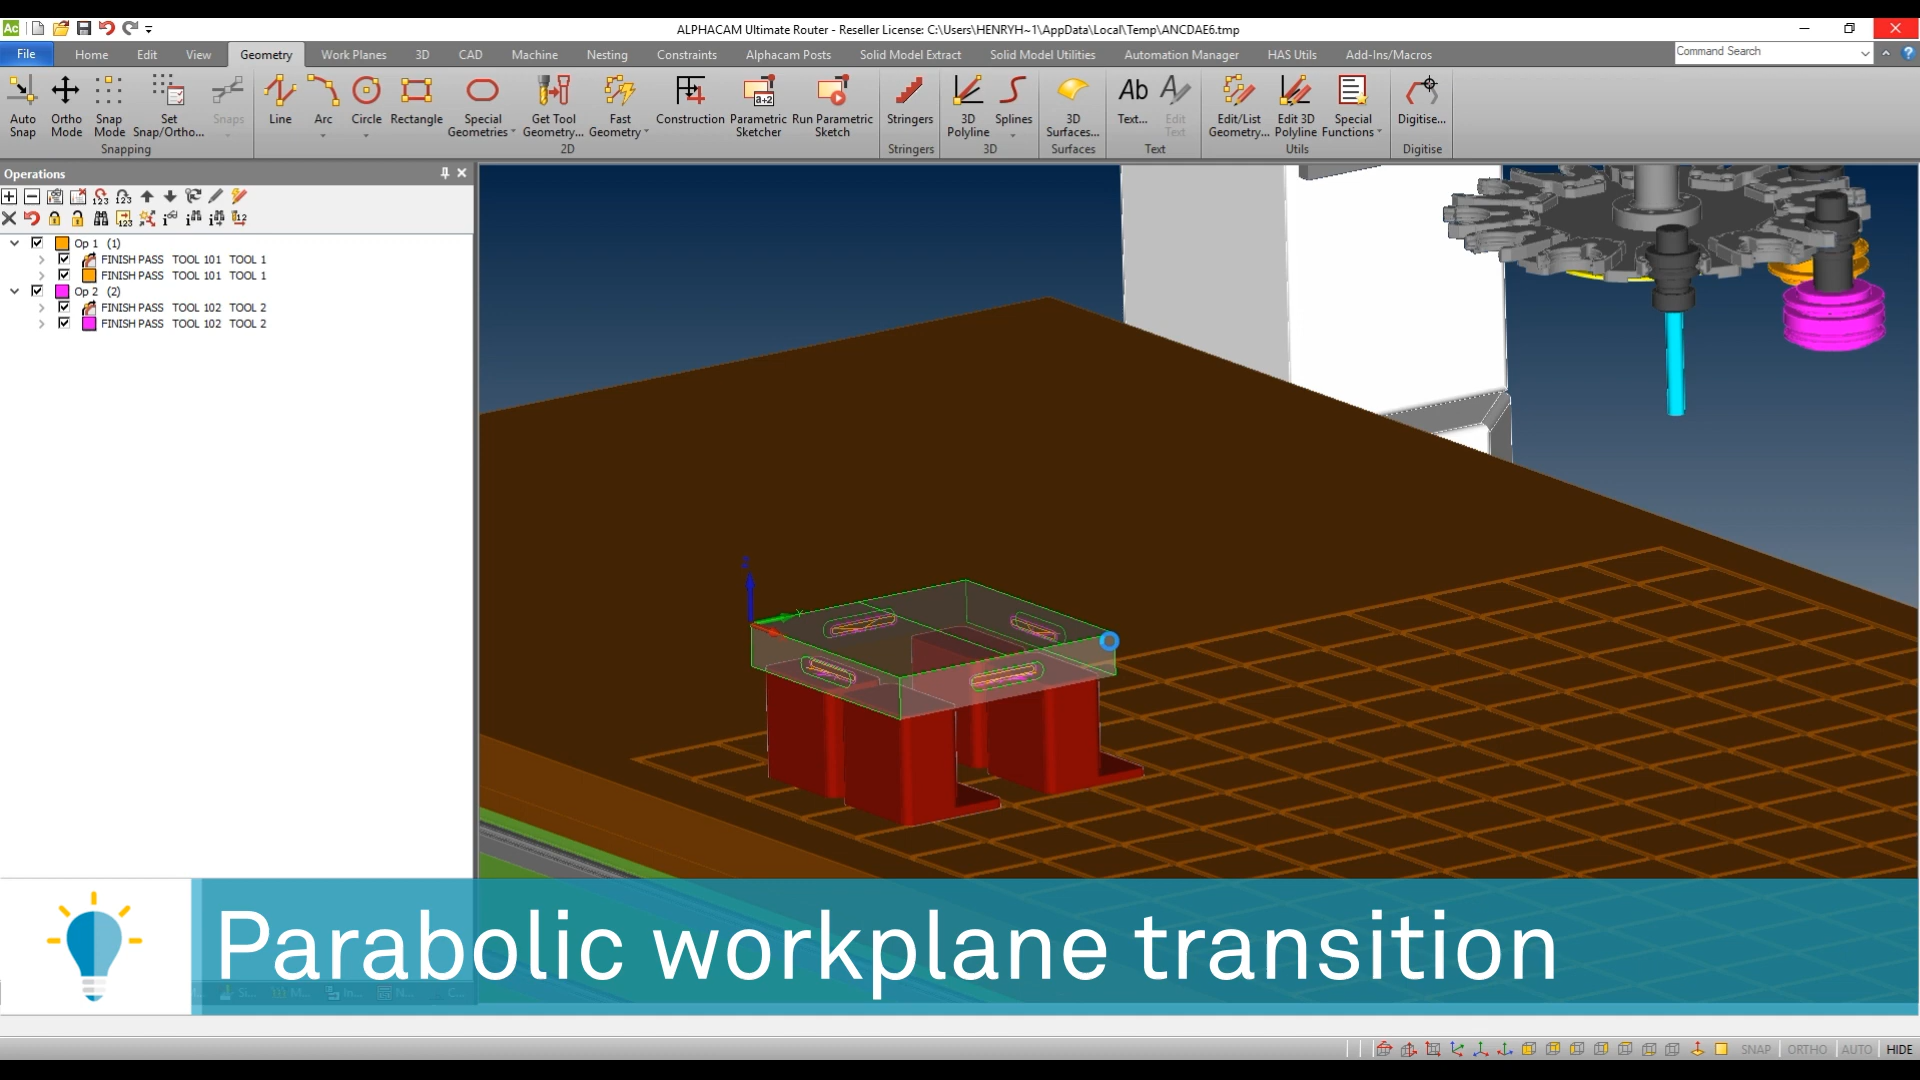 Ac
ALPHACAM Ultimate Router - Reseller License: C:\Users\HENRYH~1\AppData\Local\Temp\ANCDAE6.tmp
File Home Edit View Geometry Work Planes 3D CAD Machine Nesting Constraints Alphacam Posts Solid Model Extract Solid Model Utilities Automation Manager HAS Utils Add-Ins/Macros
Command Search
Auto Snap
Ortho Mode
Snap Mode
Set Snap/Ortho...
Snaps
Line
Arc
Circle
Rectangle
Special Geometries
Get Tool Geometry...
Fast Geometry
Construction
Parametric Sketcher
Run Parametric Sketch
Stringers
3D Polyline
Splines
3D Surfaces...
Text...
Edit Text
Edit/List Geometry...
Edit 3D Polyline
Special Functions
Digitise...
Snapping 2D Stringers 3D Surfaces Text Utils Digitise
Operations
Op 1 (1)
FINISH PASS TOOL 101 TOOL 1
FINISH PASS TOOL 101 TOOL 1
Op 2 (2)
FINISH PASS TOOL 102 TOOL 2
FINISH PASS TOOL 102 TOOL 2
Z
Parabolic workplane transition
SNAP ORTHO AUTO HIDE